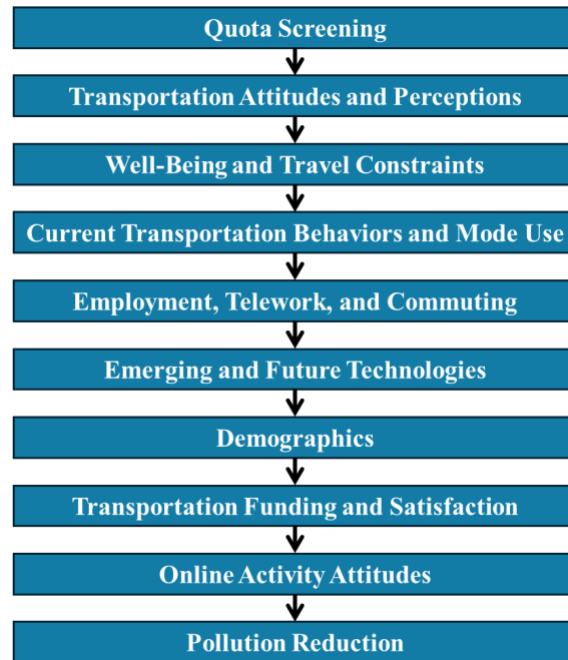 Quota Screening
Transportation Attitudes and Perceptions
Well-Being and Travel Constraints
Current Transportation Behaviors and Mode Use
Employment, Telework, and Commuting
Emerging and Future Technologies
Demographics
Transportation Funding and Satisfaction
Online Activity Attitudes
Pollution Reduction